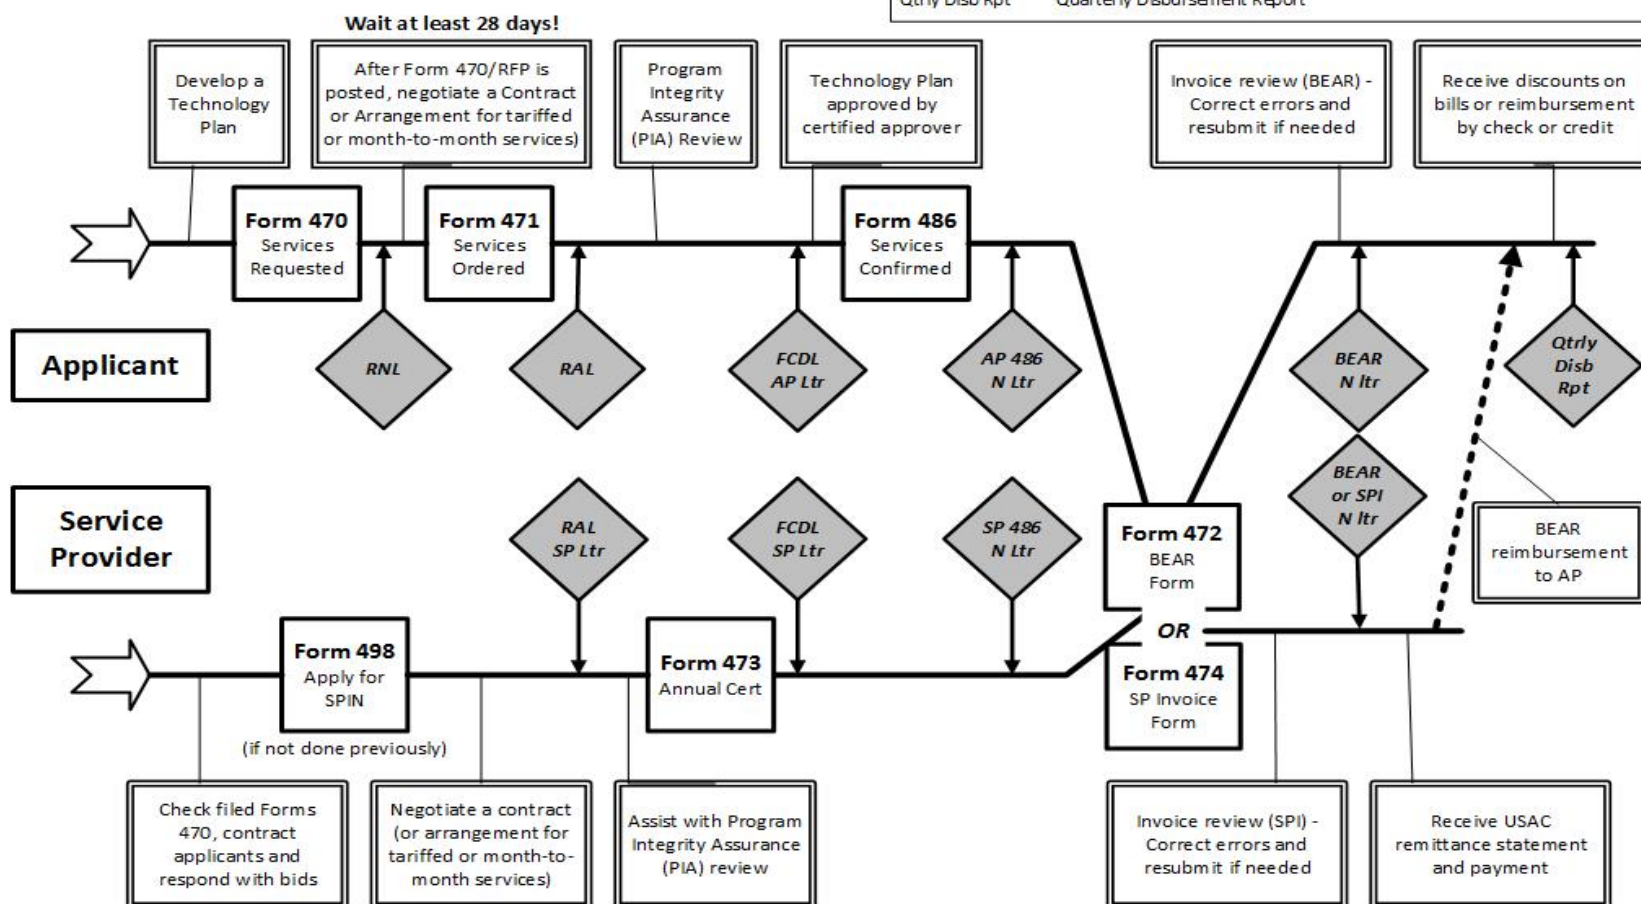 Qtrly Disb Rpt Quarterly Disbursement Report
Wait at least 28 days!
Develop a
Technology
Plan
After Form 470/RFP is
posted, negotiate a Contract
or Arrangement for tariffed
or month-to-month services)
Program
Integrity
Assurance
(PIA) Review
Technology Plan
approved by
certified approver
Invoice review (BEAR) -
Correct errors and
resubmit if needed
Receive discounts on
bills or reimbursement
by check or credit
Form 470
Services
Requested
Form 471
Services
Ordered
Form 486
Services
Confirmed
Applicant
RNL
RAL
FCDL
AP Ltr
AP 486
N Ltr
BEAR
N ltr
Qtrly
Disb
Rpt
Service
Provider
RAL
SP Ltr
FCDL
SP Ltr
SP 486
N Ltr
BEAR
or SPI
N ltr
Form 472
BEAR
Form
OR
Form 474
SP Invoice
Form
BEAR
reimbursement
to AP
Form 498
Apply for
SPIN
(if not done previously)
Form 473
Annual Cert
Check filed Forms
470, contract
applicants and
respond with bids
Negotiate a contract
(or arrangement for
tariffed or month-to-
month services)
Assist with Program
Integrity Assurance
(PIA) review
Invoice review (SPI) -
Correct errors and
resubmit if needed
Receive USAC
remittance statement
and payment